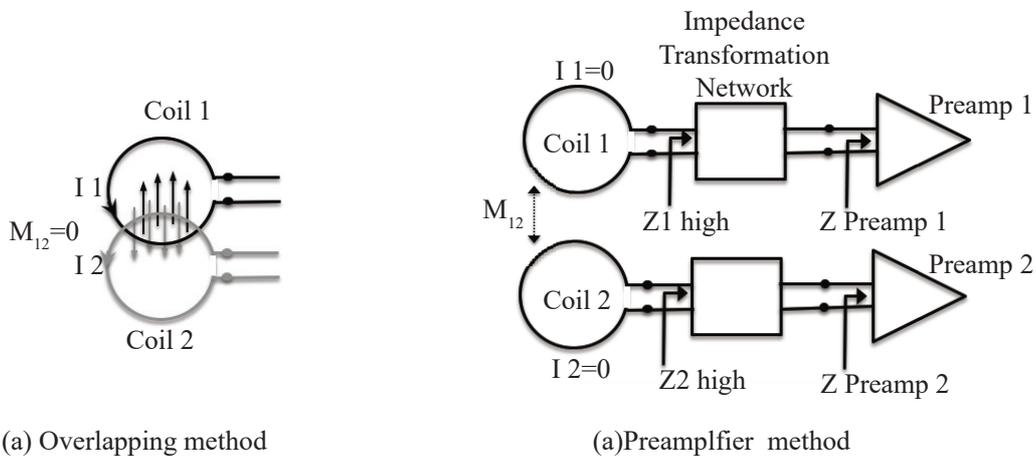 Coil 1
I 1
M12=0
I 2
Coil 2
(a) Overlapping method
Impedance
Transformation
Network
I 1=0
Coil 1
Preamp 1
Z1 high
Z Preamp 1
M12
Coil 2
Preamp 2
I 2=0
Z2 high
Z Preamp 2
(a)Preamplfier method